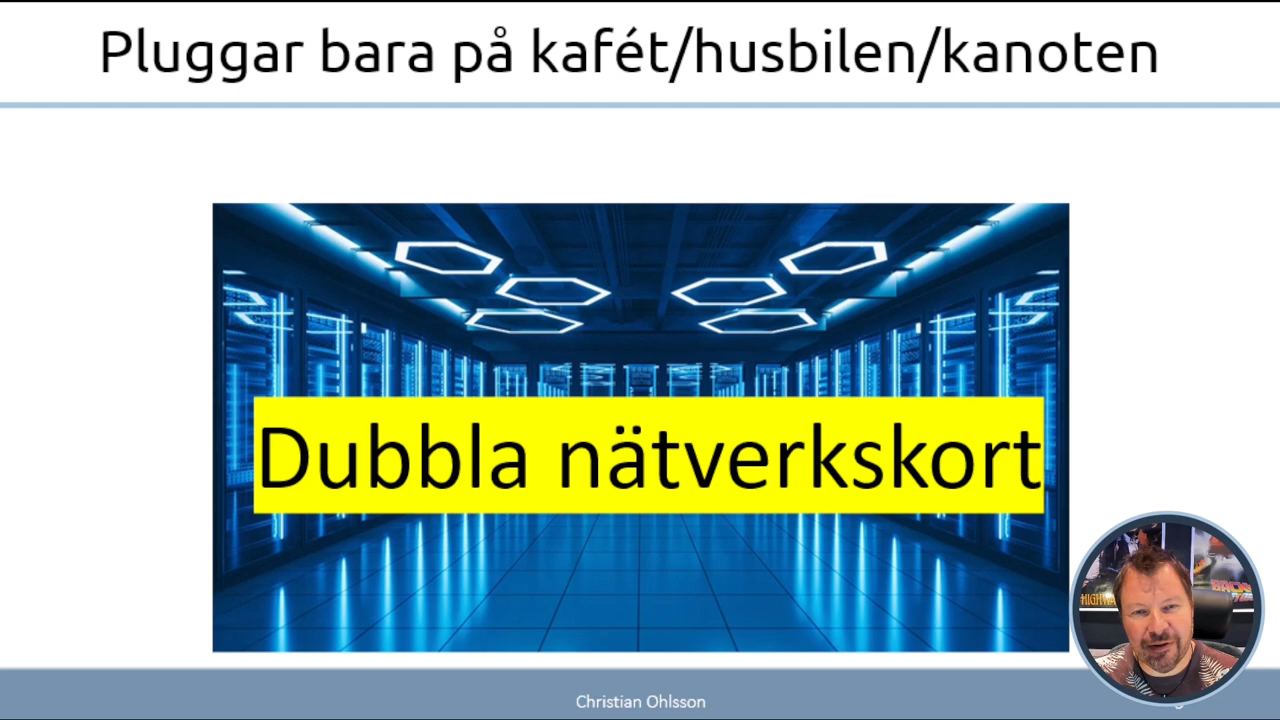 Pluggar bara på kafét/husbilen/kanoten
Dubbla nätverkskort
Christian Ohlsson